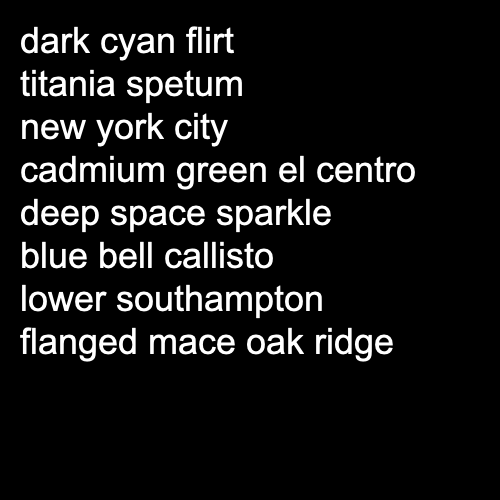 dark cyan flirt
titania spetum
new york city
cadmium green el centro
deep space sparkle
blue bell callisto
lower southampton
flanged mace oak ridge